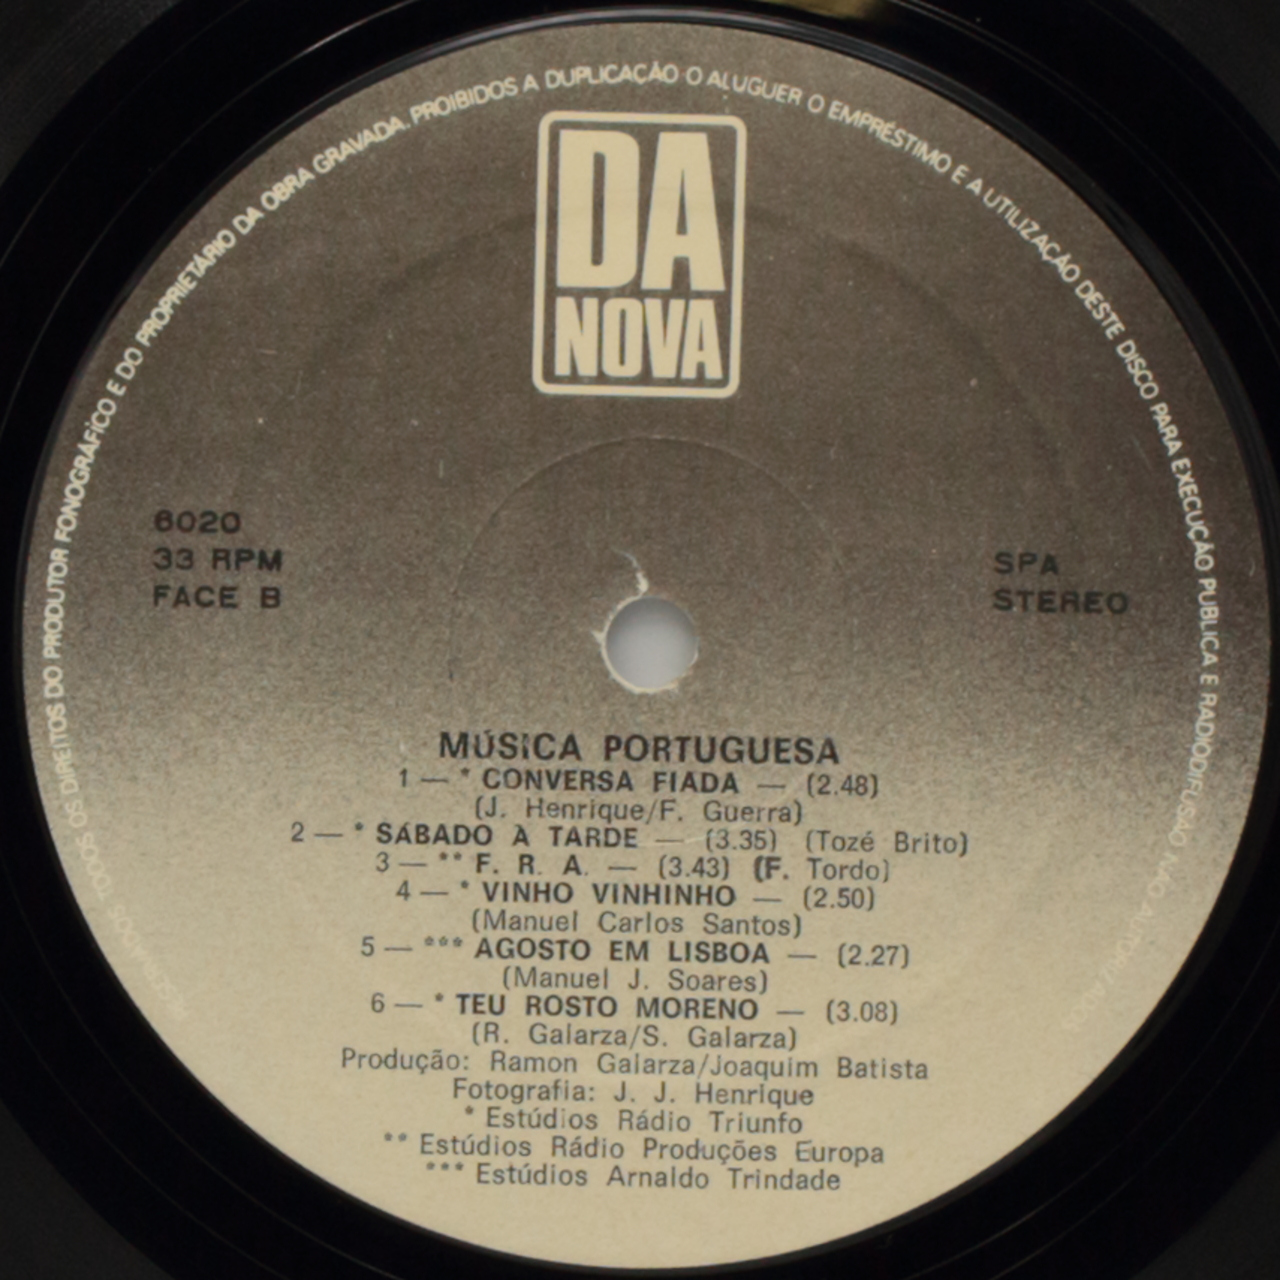 TODOS OS DIREITOS DO PRODUTOR FONOGRÁFICO E DO PROPRIETÁRIO DA OBRA GRAVADA. PROIBIDOS A DUPLICAÇÃO O ALUGUER O EMPRÉSTIMO E A UTILIZAÇÃO DESTE DISCO PARA EXECUÇÃO PUBLICA E RADIODIFUSÃO NÃO
DA
NOVA
6020
33 RPM
FACE B
SPA
STEREO
MÚSICA PORTUGUESA
1 — * CONVERSA FIADA — (2.48)
(J. Henrique/F. Guerra)
2 — * SÁBADO À TARDE — (3.35) (Tozé Brito)
3 — ** F. R. A. — (3.43) (F. Tordo)
4 — * VINHO VINHINHO — (2.50)
(Manuel Carlos Santos)
5 — *** AGOSTO EM LISBOA — (2.27)
(Manuel J. Soares)
6 — * TEU ROSTO MORENO — (3.08)
(R. Galarza/S. Galarza)
Produção: Ramon Galarza/Joaquim Batista
Fotografia: J. J. Henrique
* Estúdios Rádio Triunfo
** Estúdios Rádio Produções Europa
*** Estúdios Arnaldo Trindade